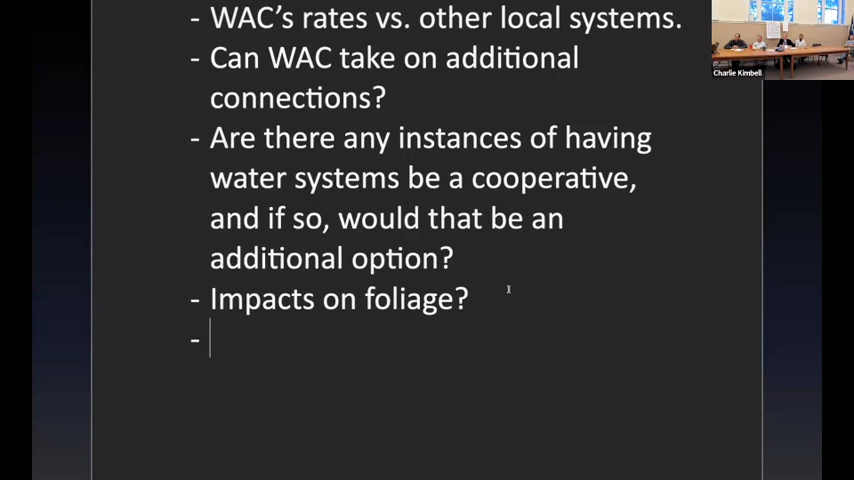 - WAC's rates vs. other local systems.
- Can WAC take on additional
connections?
- Are there any instances of having
water systems be a cooperative,
and if so, would that be an
additional option?
- Impacts on foliage?
-
Charlie Kimbell